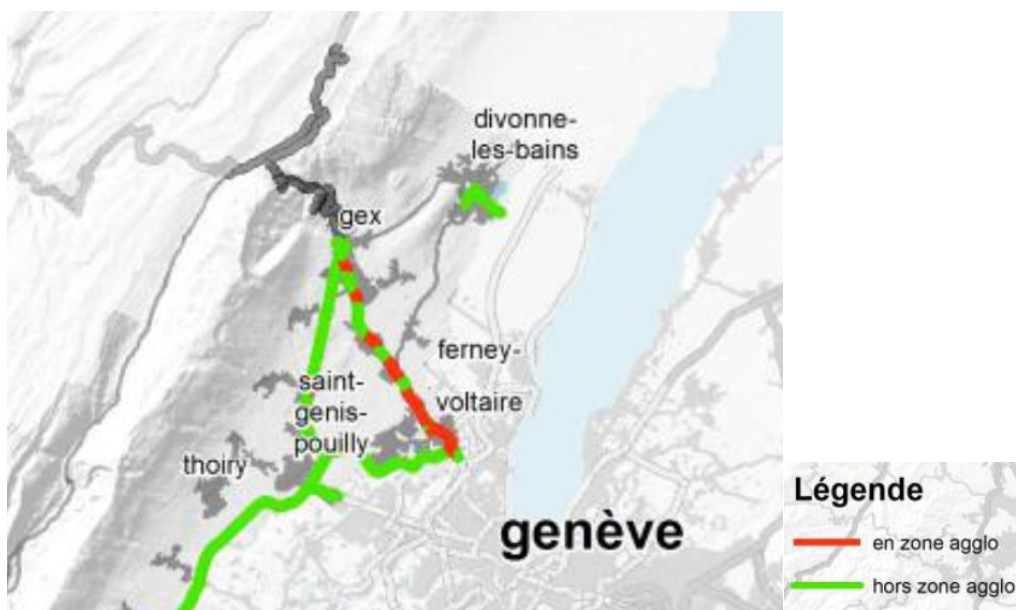 divonne-
les-bains
gex
ferney-
voltaire
saint-
genis-
pouilly
thoiry
genève
Légende
en zone agglo
hors zone agglo